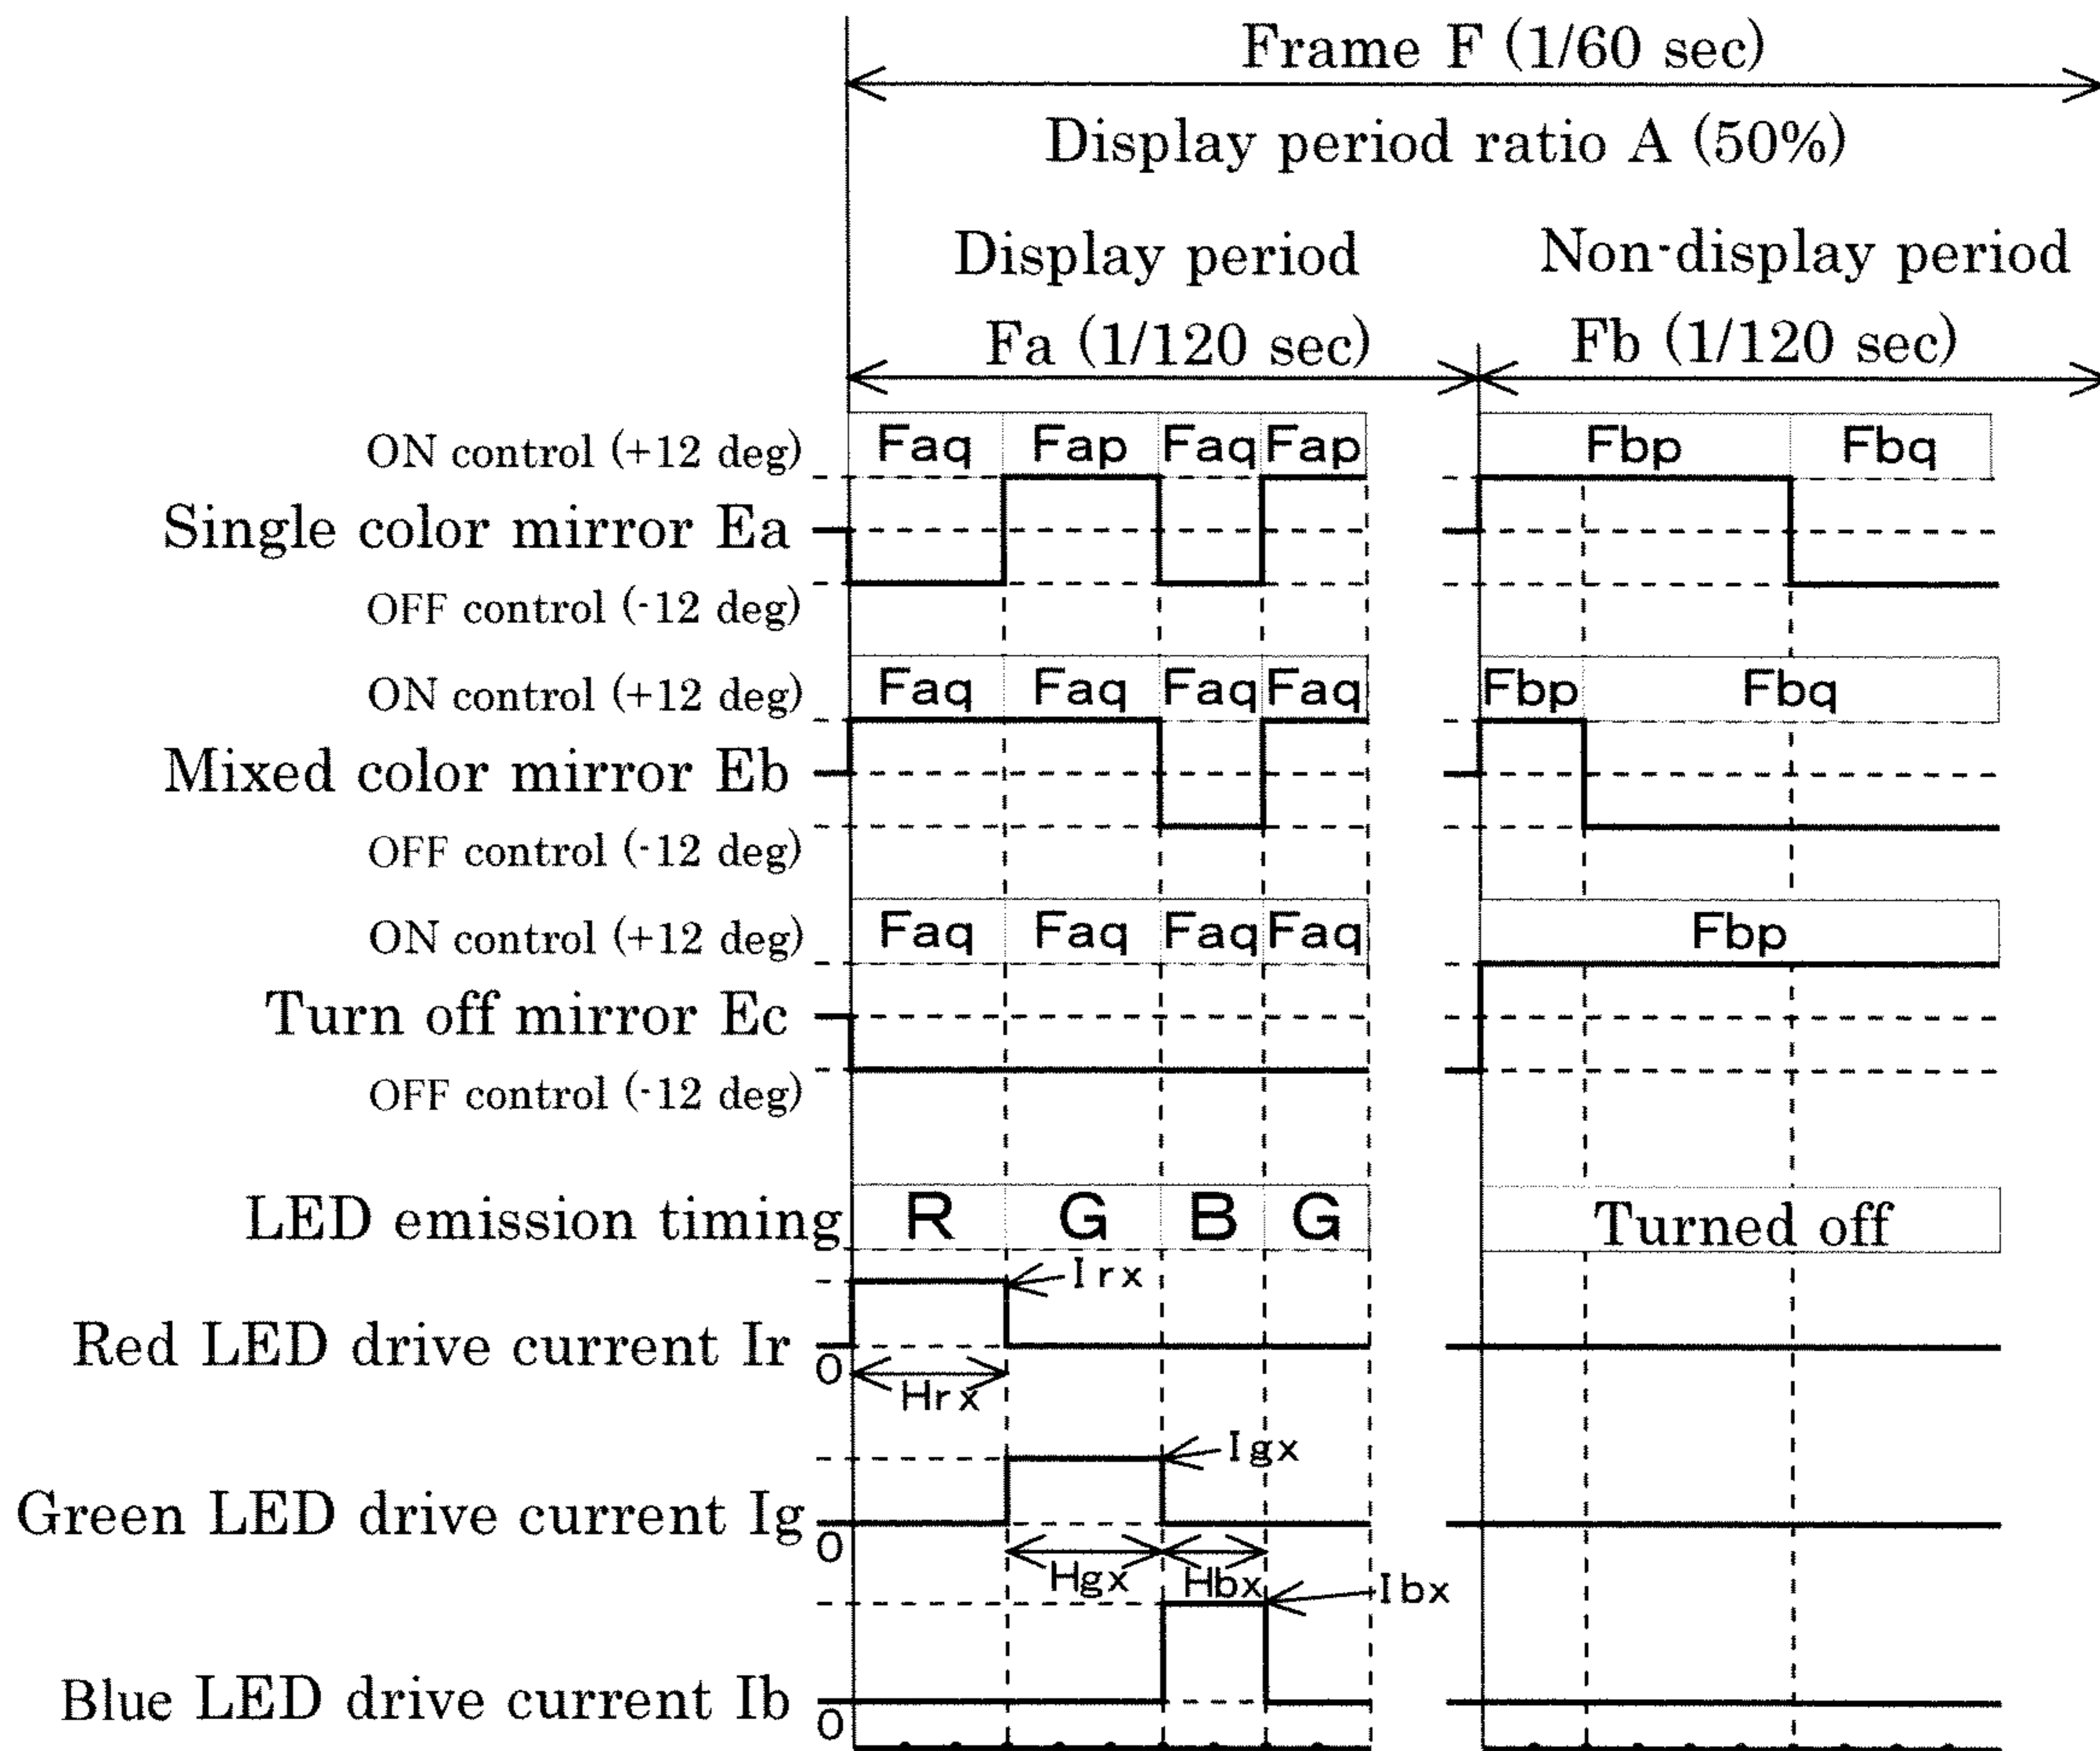 Frame F (1/60 sec)
Display period ratio A (50%)
Display period
Non-display period
Fa (1/120 sec)
Fb (1/120 sec)
ON control (+12 deg)
Faq Fap Faq Fap
Fbp Fbq
Single color mirror Ea
OFF control (-12 deg)
ON control (+12 deg)
Faq Faq Faq Faq
Fbp Fbq
Mixed color mirror Eb
OFF control (-12 deg)
ON control (+12 deg)
Faq Faq Faq Faq
Fbp
Turn off mirror Ec
OFF control (-12 deg)
LED emission timing
R G B G
Turned off
Irx
Red LED drive current Ir
0
Hrx
Igx
Green LED drive current Ig
0
Hgx Hbx
Ibx
Blue LED drive current Ib
0